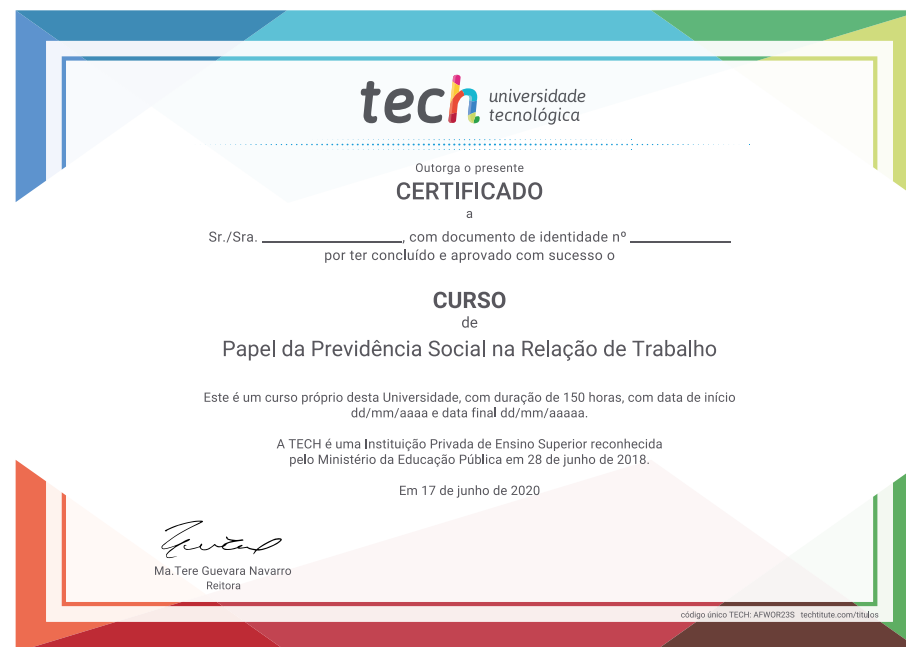 tech universidade
tecnológica
Outorga o presente
CERTIFICADO
a
Sr./Sra. ____________, com documento de identidade nº ____________
por ter concluído e aprovado com sucesso o
CURSO
de
Papel da Previdência Social na Relação de Trabalho
Este é um curso próprio desta Universidade, com duração de 150 horas, com data de início
dd/mm/aaaa e data final dd/mm/aaaaa.
A TECH é uma Instituição Privada de Ensino Superior reconhecida
pelo Ministério da Educação Pública em 28 de junho de 2018.
Em 17 de junho de 2020
Ma.Tere Guevara Navarro
Reitora
código único TECH: AFWOR23S techtitute.com/titulos